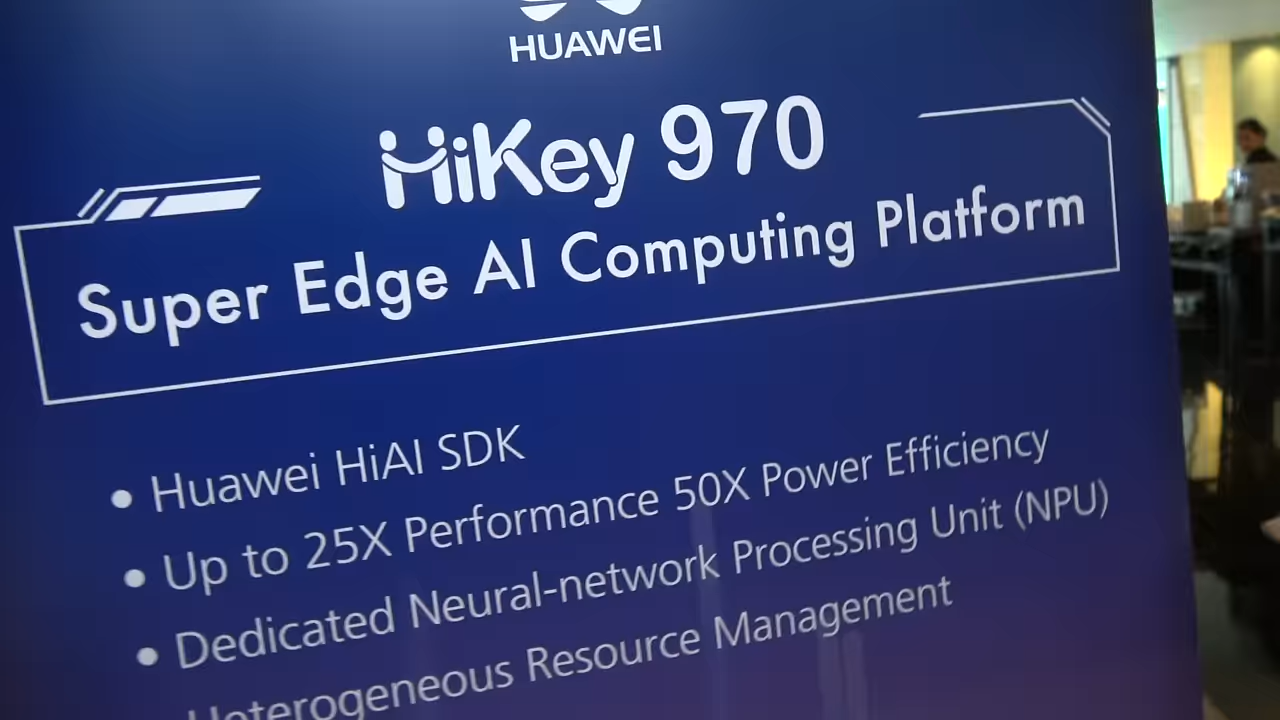 HUAWEI
HiKey 970
Super Edge AI Computing Platform
• Huawei HiAI SDK
• Up to 25X Performance 50X Power Efficiency
• Dedicated Neural-network Processing Unit (NPU)
Heterogeneous Resource Management